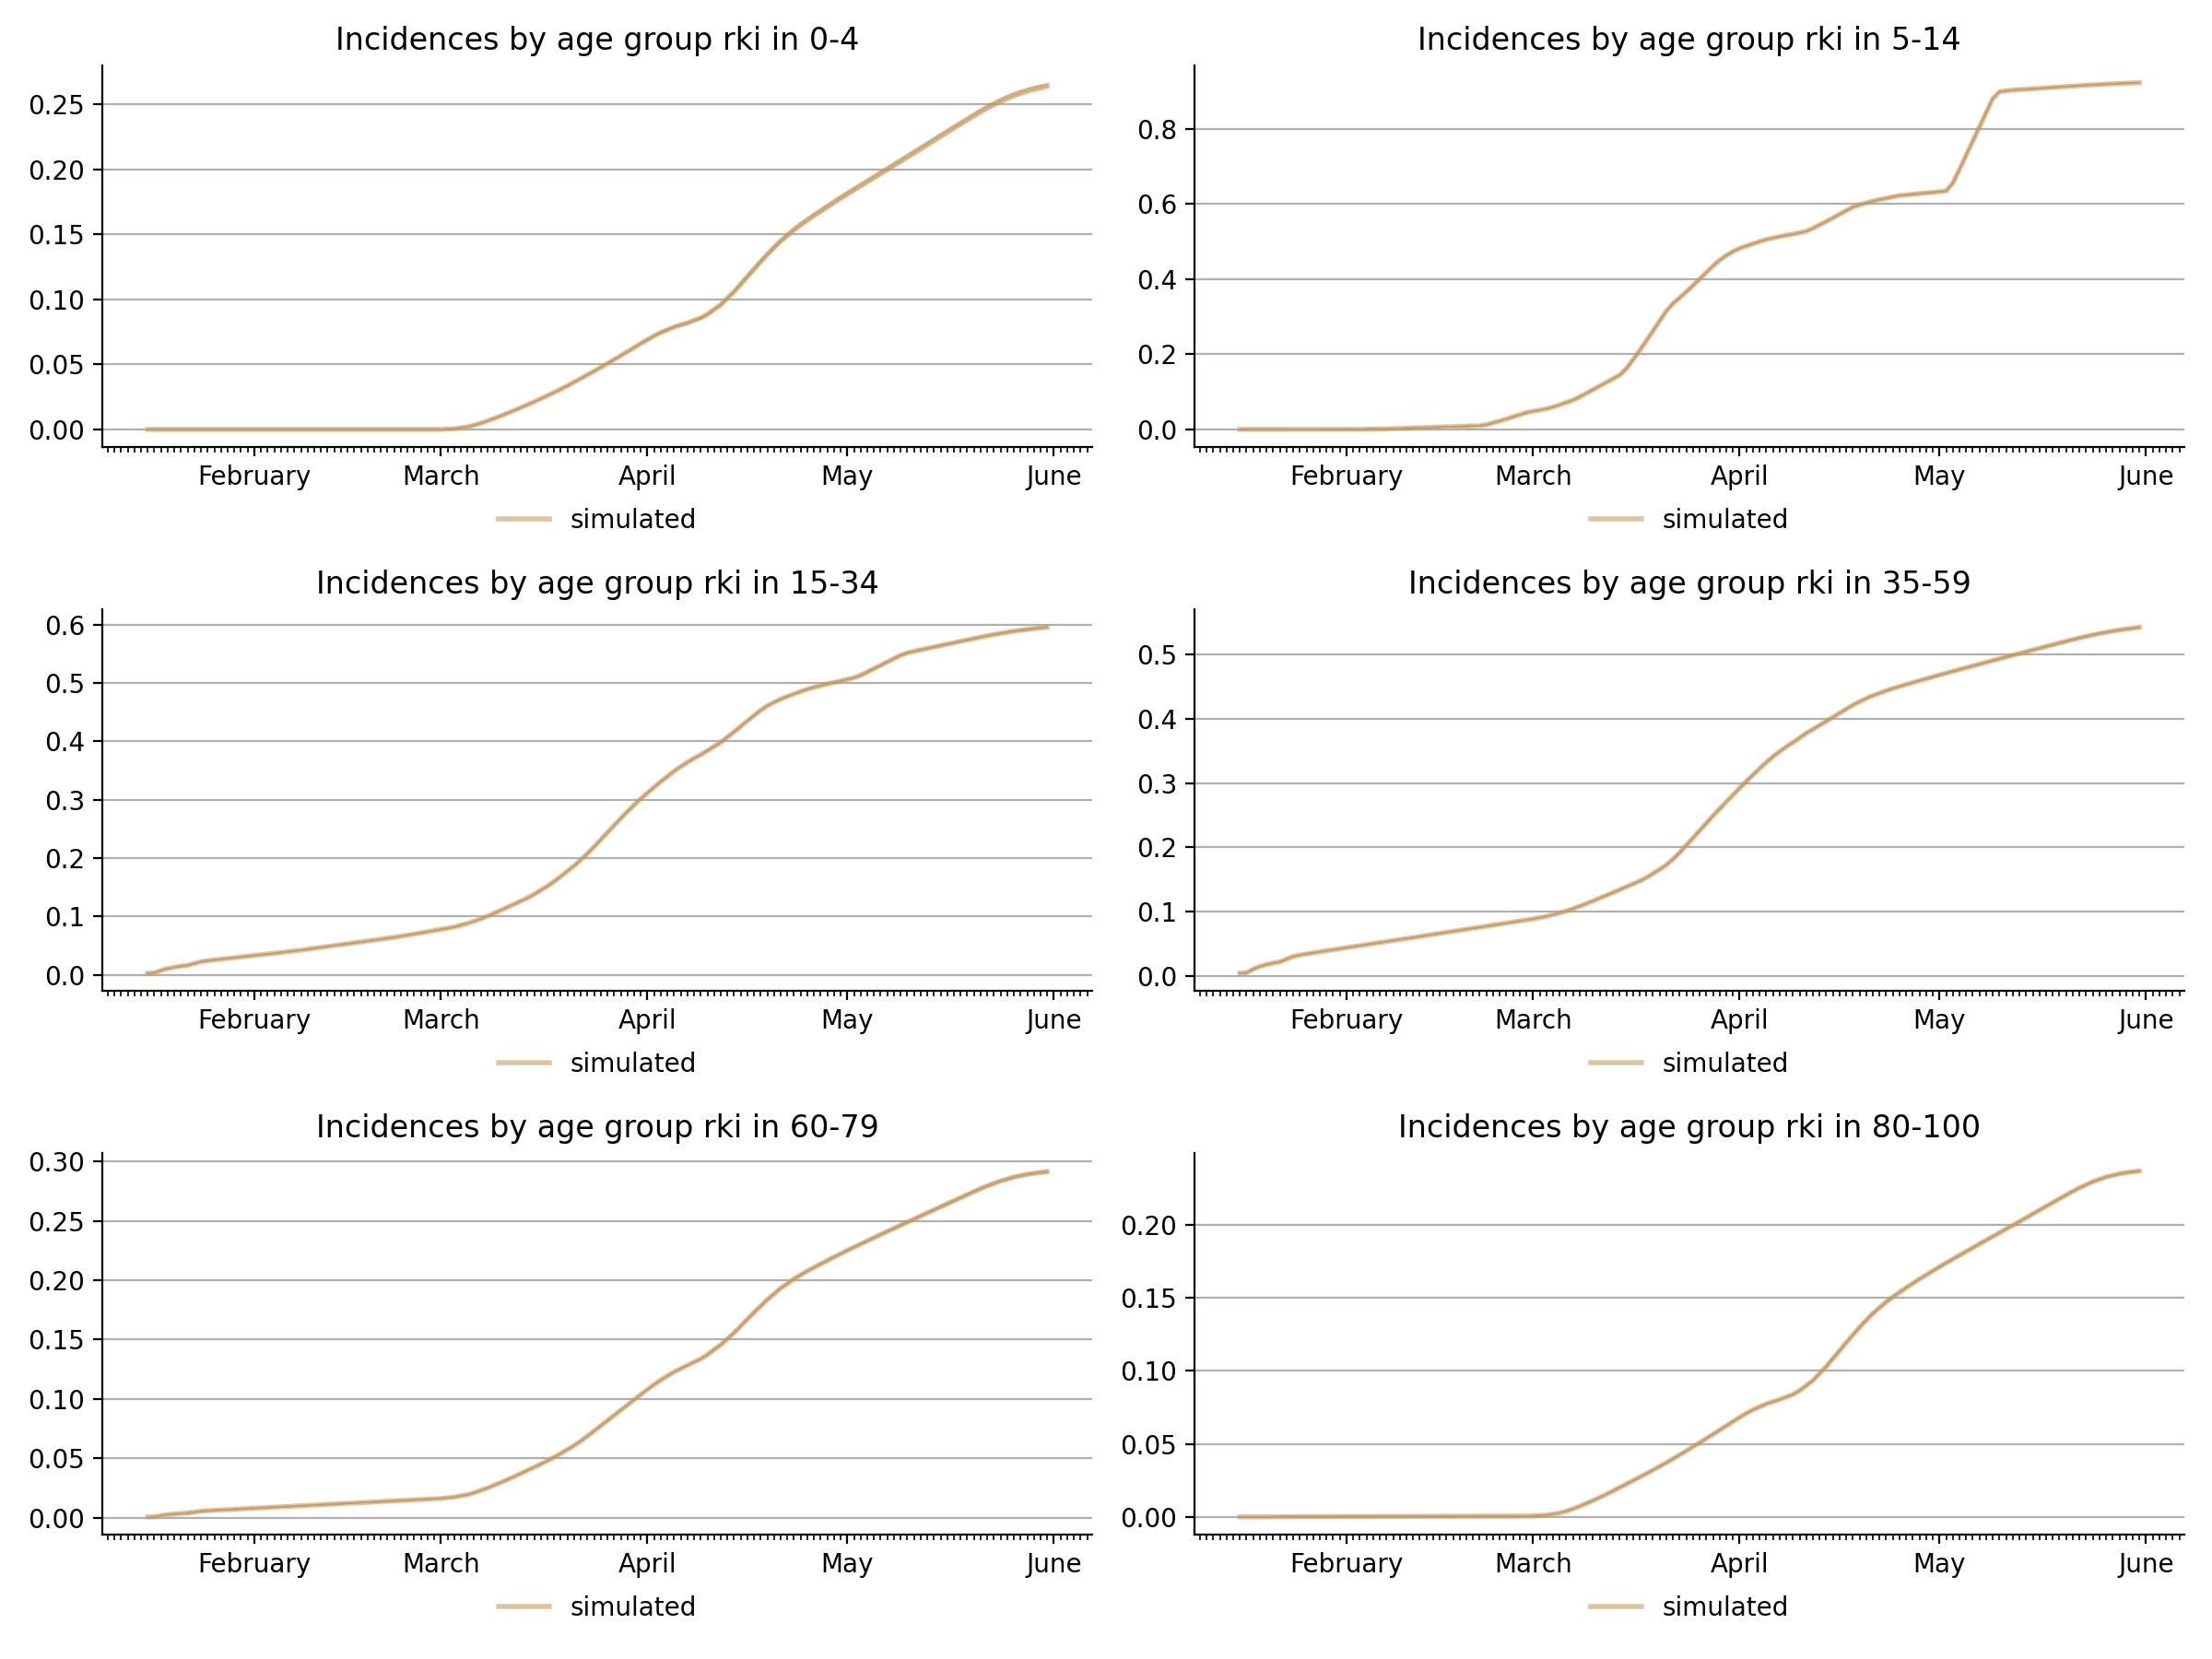 Incidences by age group rki in 0-4
0.25
0.20
0.15
0.10
0.05
0.00
February March April May June
simulated
Incidences by age group rki in 5-14
0.8
0.6
0.4
0.2
0.0
February March April May June
simulated
Incidences by age group rki in 15-34
0.6
0.5
0.4
0.3
0.2
0.1
0.0
February March April May June
simulated
Incidences by age group rki in 35-59
0.5
0.4
0.3
0.2
0.1
0.0
February March April May June
simulated
Incidences by age group rki in 60-79
0.30
0.25
0.20
0.15
0.10
0.05
0.00
February March April May June
simulated
Incidences by age group rki in 80-100
0.20
0.15
0.10
0.05
0.00
February March April May June
simulated